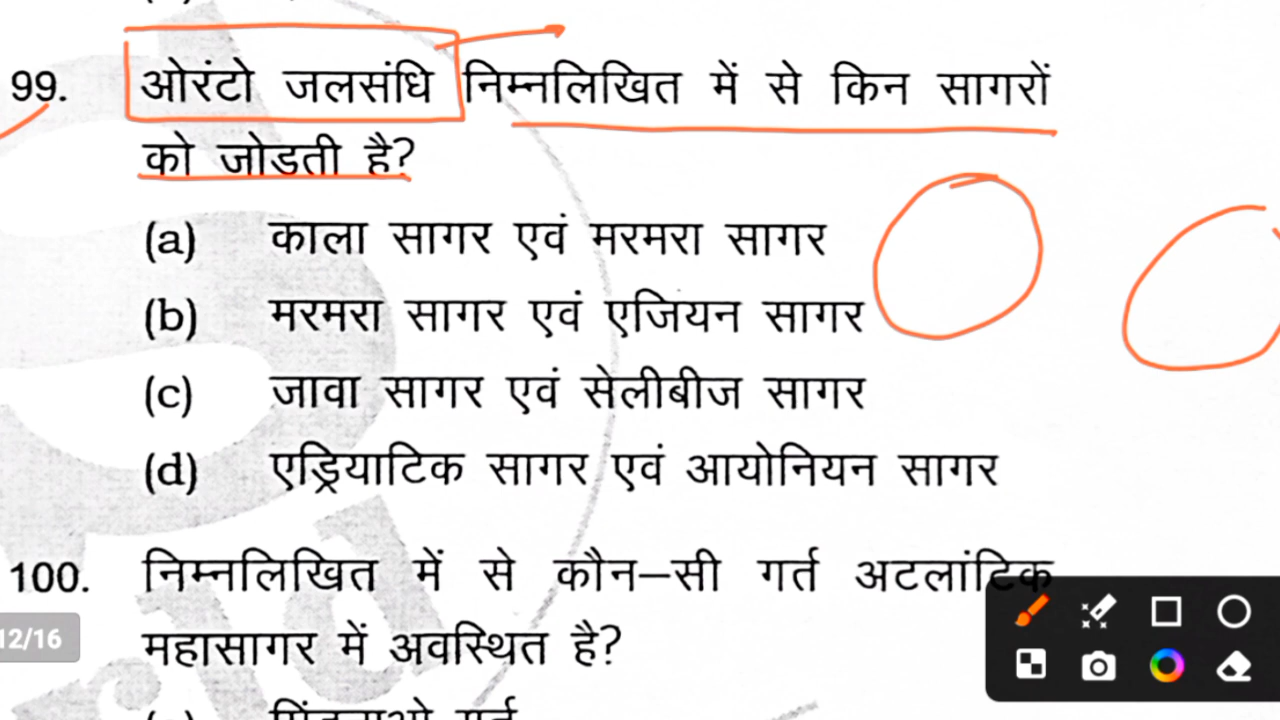 99. ओरंटो जलसंधि निम्नलिखित में से किन सागरों
को जोडती है?
(a) काला सागर एवं मरमरा सागर
(b) मरमरा सागर एवं एजियन सागर
(c) जावा सागर एवं सेलीबीज सागर
(d) एड्रियाटिक सागर एवं आयोनियन सागर
100. निम्नलिखित में से कौन–सी गर्त अटलांटिक
12/16
महासागर में अवस्थित है?